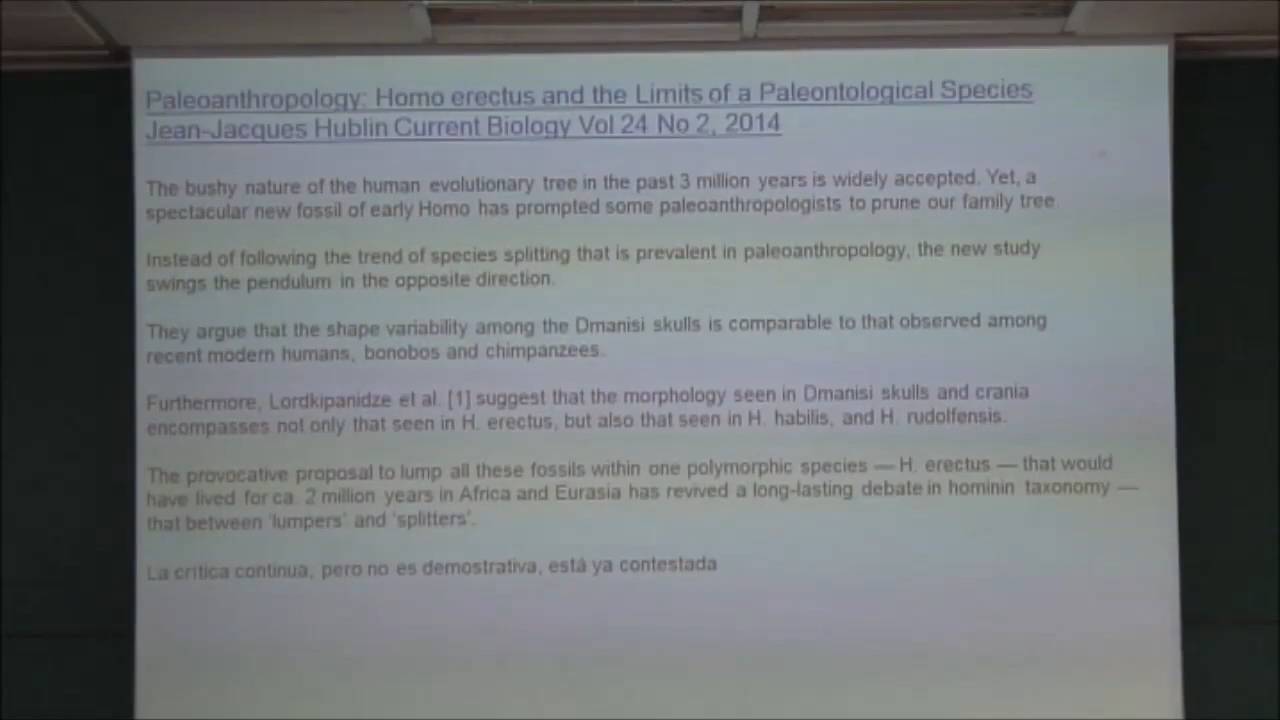 Paleoanthropology: Homo erectus and the Limits of a Paleontological Species
Jean-Jacques Hublin Current Biology Vol 24 No 2, 2014
The bushy nature of the human evolutionary tree in the past 3 million years is widely accepted. Yet, a
spectacular new fossil of early Homo has prompted some paleoanthropologists to prune our family tree.
Instead of following the trend of species splitting that is prevalent in paleoanthropology, the new study
swings the pendulum in the opposite direction.
They argue that the shape variability among the Dmanisi skulls is comparable to that observed among
recent modern humans, bonobos and chimpanzees.
Furthermore, Lordkipanidze et al. [1] suggest that the morphology seen in Dmanisi skulls and crania
encompasses not only that seen in H. erectus, but also that seen in H. habilis, and H. rudolfensis.
The provocative proposal to lump all these fossils within one polymorphic species — H. erectus — that would
have lived for ca. 2 million years in Africa and Eurasia has revived a long-lasting debate in hominin taxonomy —
that between 'lumpers' and 'splitters'.
La crítica continua, pero no es demostrativa, está ya contestada